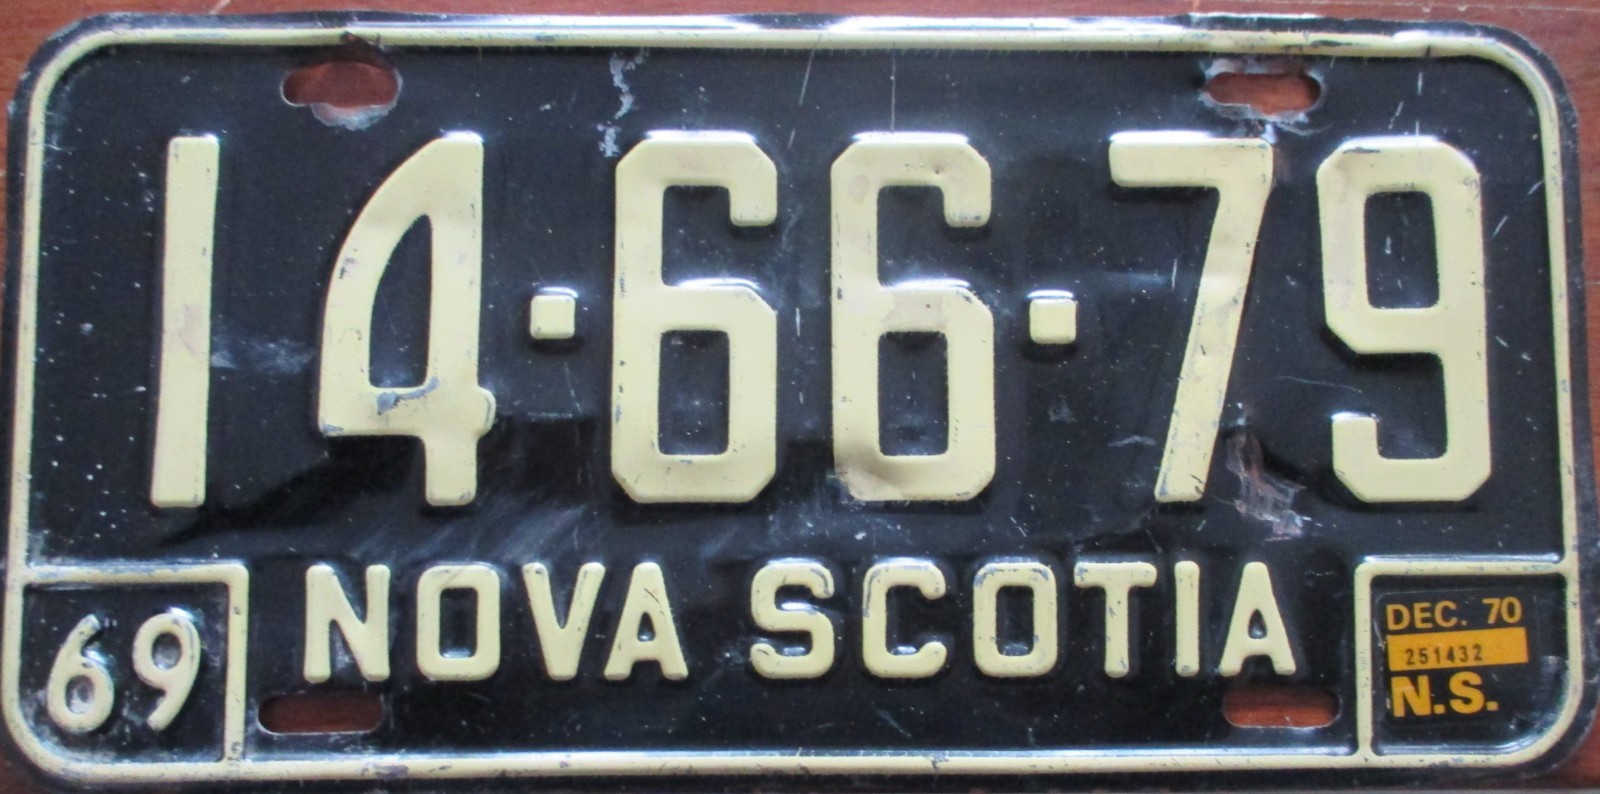 14·66·79
69
NOVA SCOTIA
DEC. 70
251432
N.S.